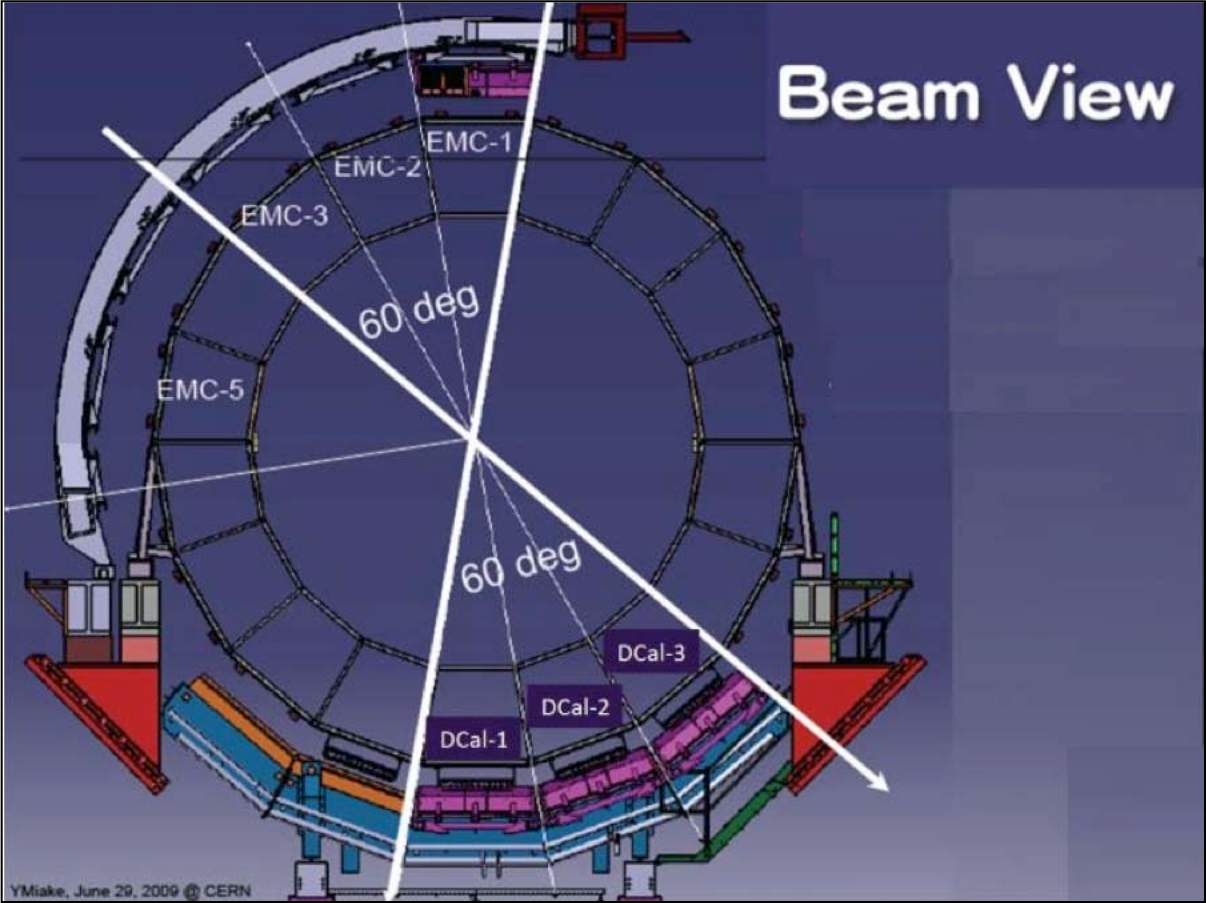 Beam View
EMC-1
EMC-2
EMC-3
60 deg
EMC-5
60 deg
DCal-3
DCal-2
DCal-1
YMiake, June 29, 2009 @ CERN